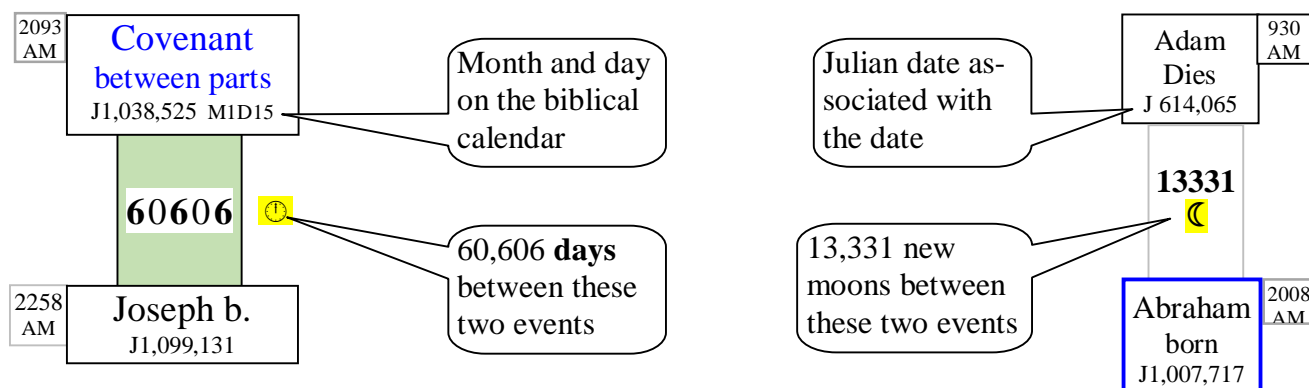 2093
AM
Covenant
between parts
J1,038,525 M1D15
Month and day
on the biblical
calendar
60606
60,606 days
between these
two events
2258
AM
Joseph b.
J1,099,131
Julian date as-
sociated with
the date
Adam
Dies
J 614,065
930
AM
13331
13,331 new
moons between
these two events
Abraham
born
J1,007,717
2008
AM